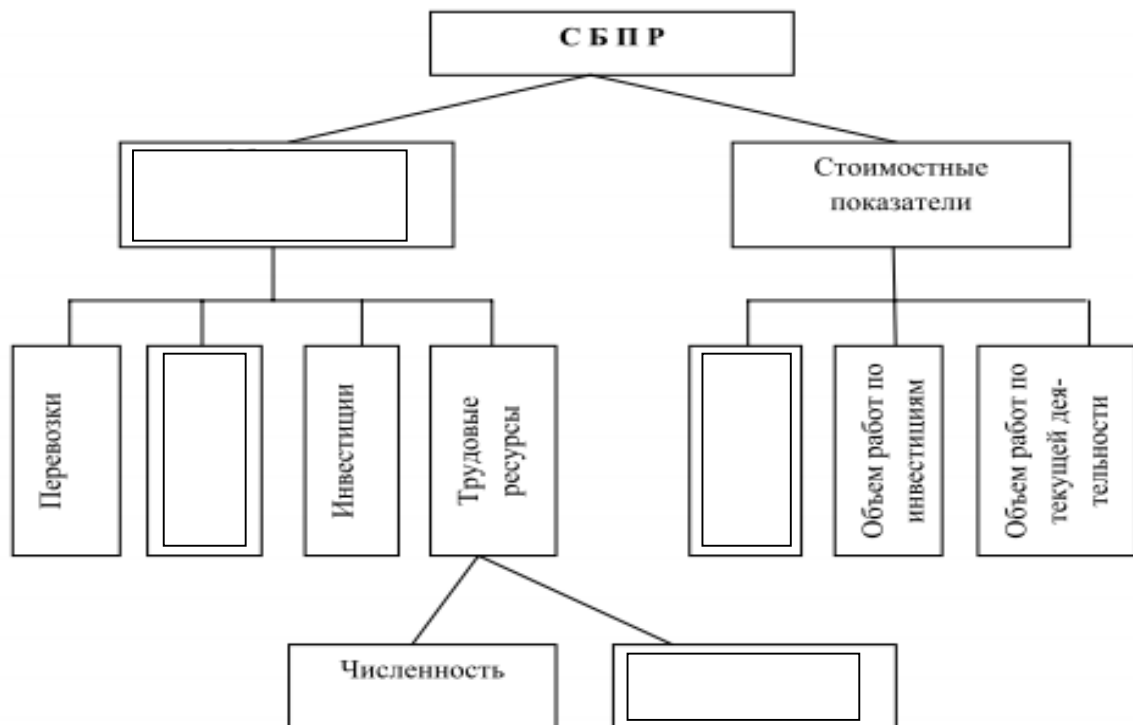 С Б П Р
Стоимостные
показатели
Перевозки
Инвестиции
Трудовые
ресурсы
Объем работ по
инвестициям
Объем работ по
текущей дея-
тельности
Численность